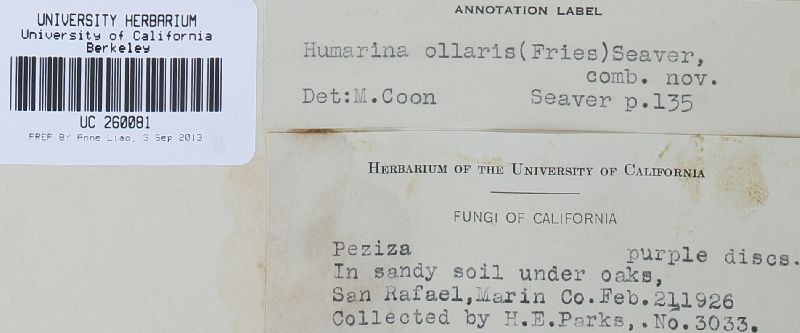 UNIVERSITY HERBARIUM
University of California
Berkeley
UC 260081
PREP BY Anne Liao, 3 Sep 2013
ANNOTATION LABEL
Humarina ollaris(Fries)Seaver,
comb. nov.
Det:M.Coon Seaver p.135
HERBARIUM OF THE UNIVERSITY OF CALIFORNIA
FUNGI OF CALIFORNIA
Peziza purple discs.
In sandy soil under oaks,
San Rafael,Marin Co.Feb.21,1926
Collected by H.E.Parks,.No.3033.